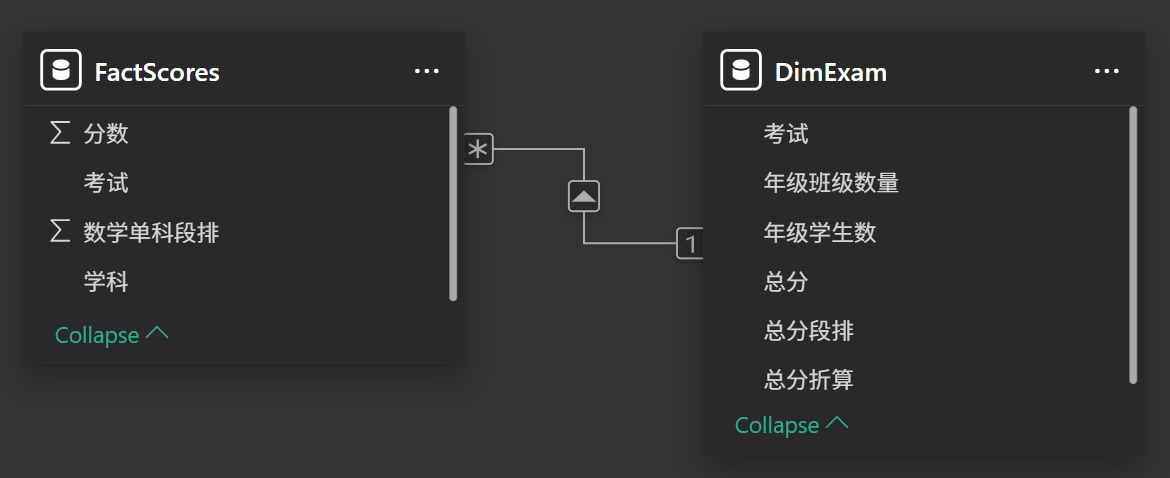 FactScores
Σ 分数
考试
Σ 数学单科段排
学科
Collapse
*
1
DimExam
考试
年级班级数量
年级学生数
总分
总分段排
总分折算
Collapse